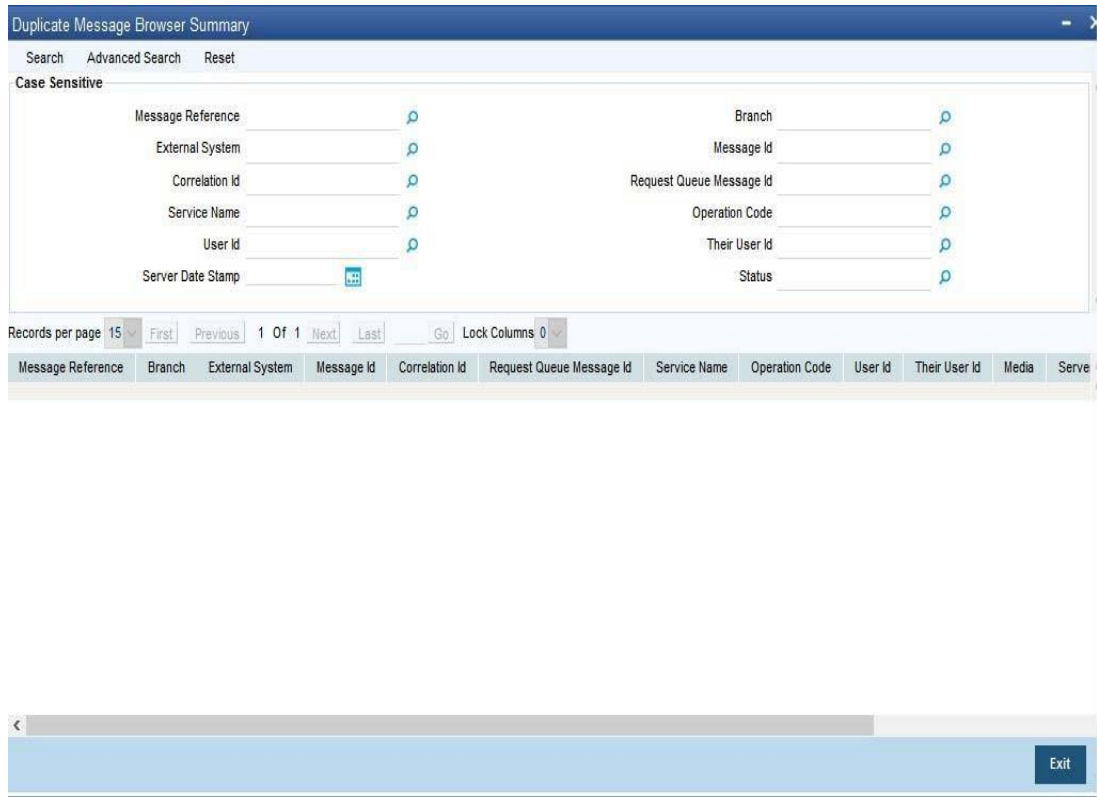 Duplicate Message Browser Summary
Search Advanced Search Reset
Case Sensitive
Message Reference Branch
External System Message Id
Correlation Id Request Queue Message Id
Service Name Operation Code
User Id Their User Id
Server Date Stamp Status
Records per page 15 First Previous 1 Of 1 Next Last Go Lock Columns 0
Message Reference Branch External System Message Id Correlation Id Request Queue Message Id Service Name Operation Code User Id Their User Id Media Serve
Exit